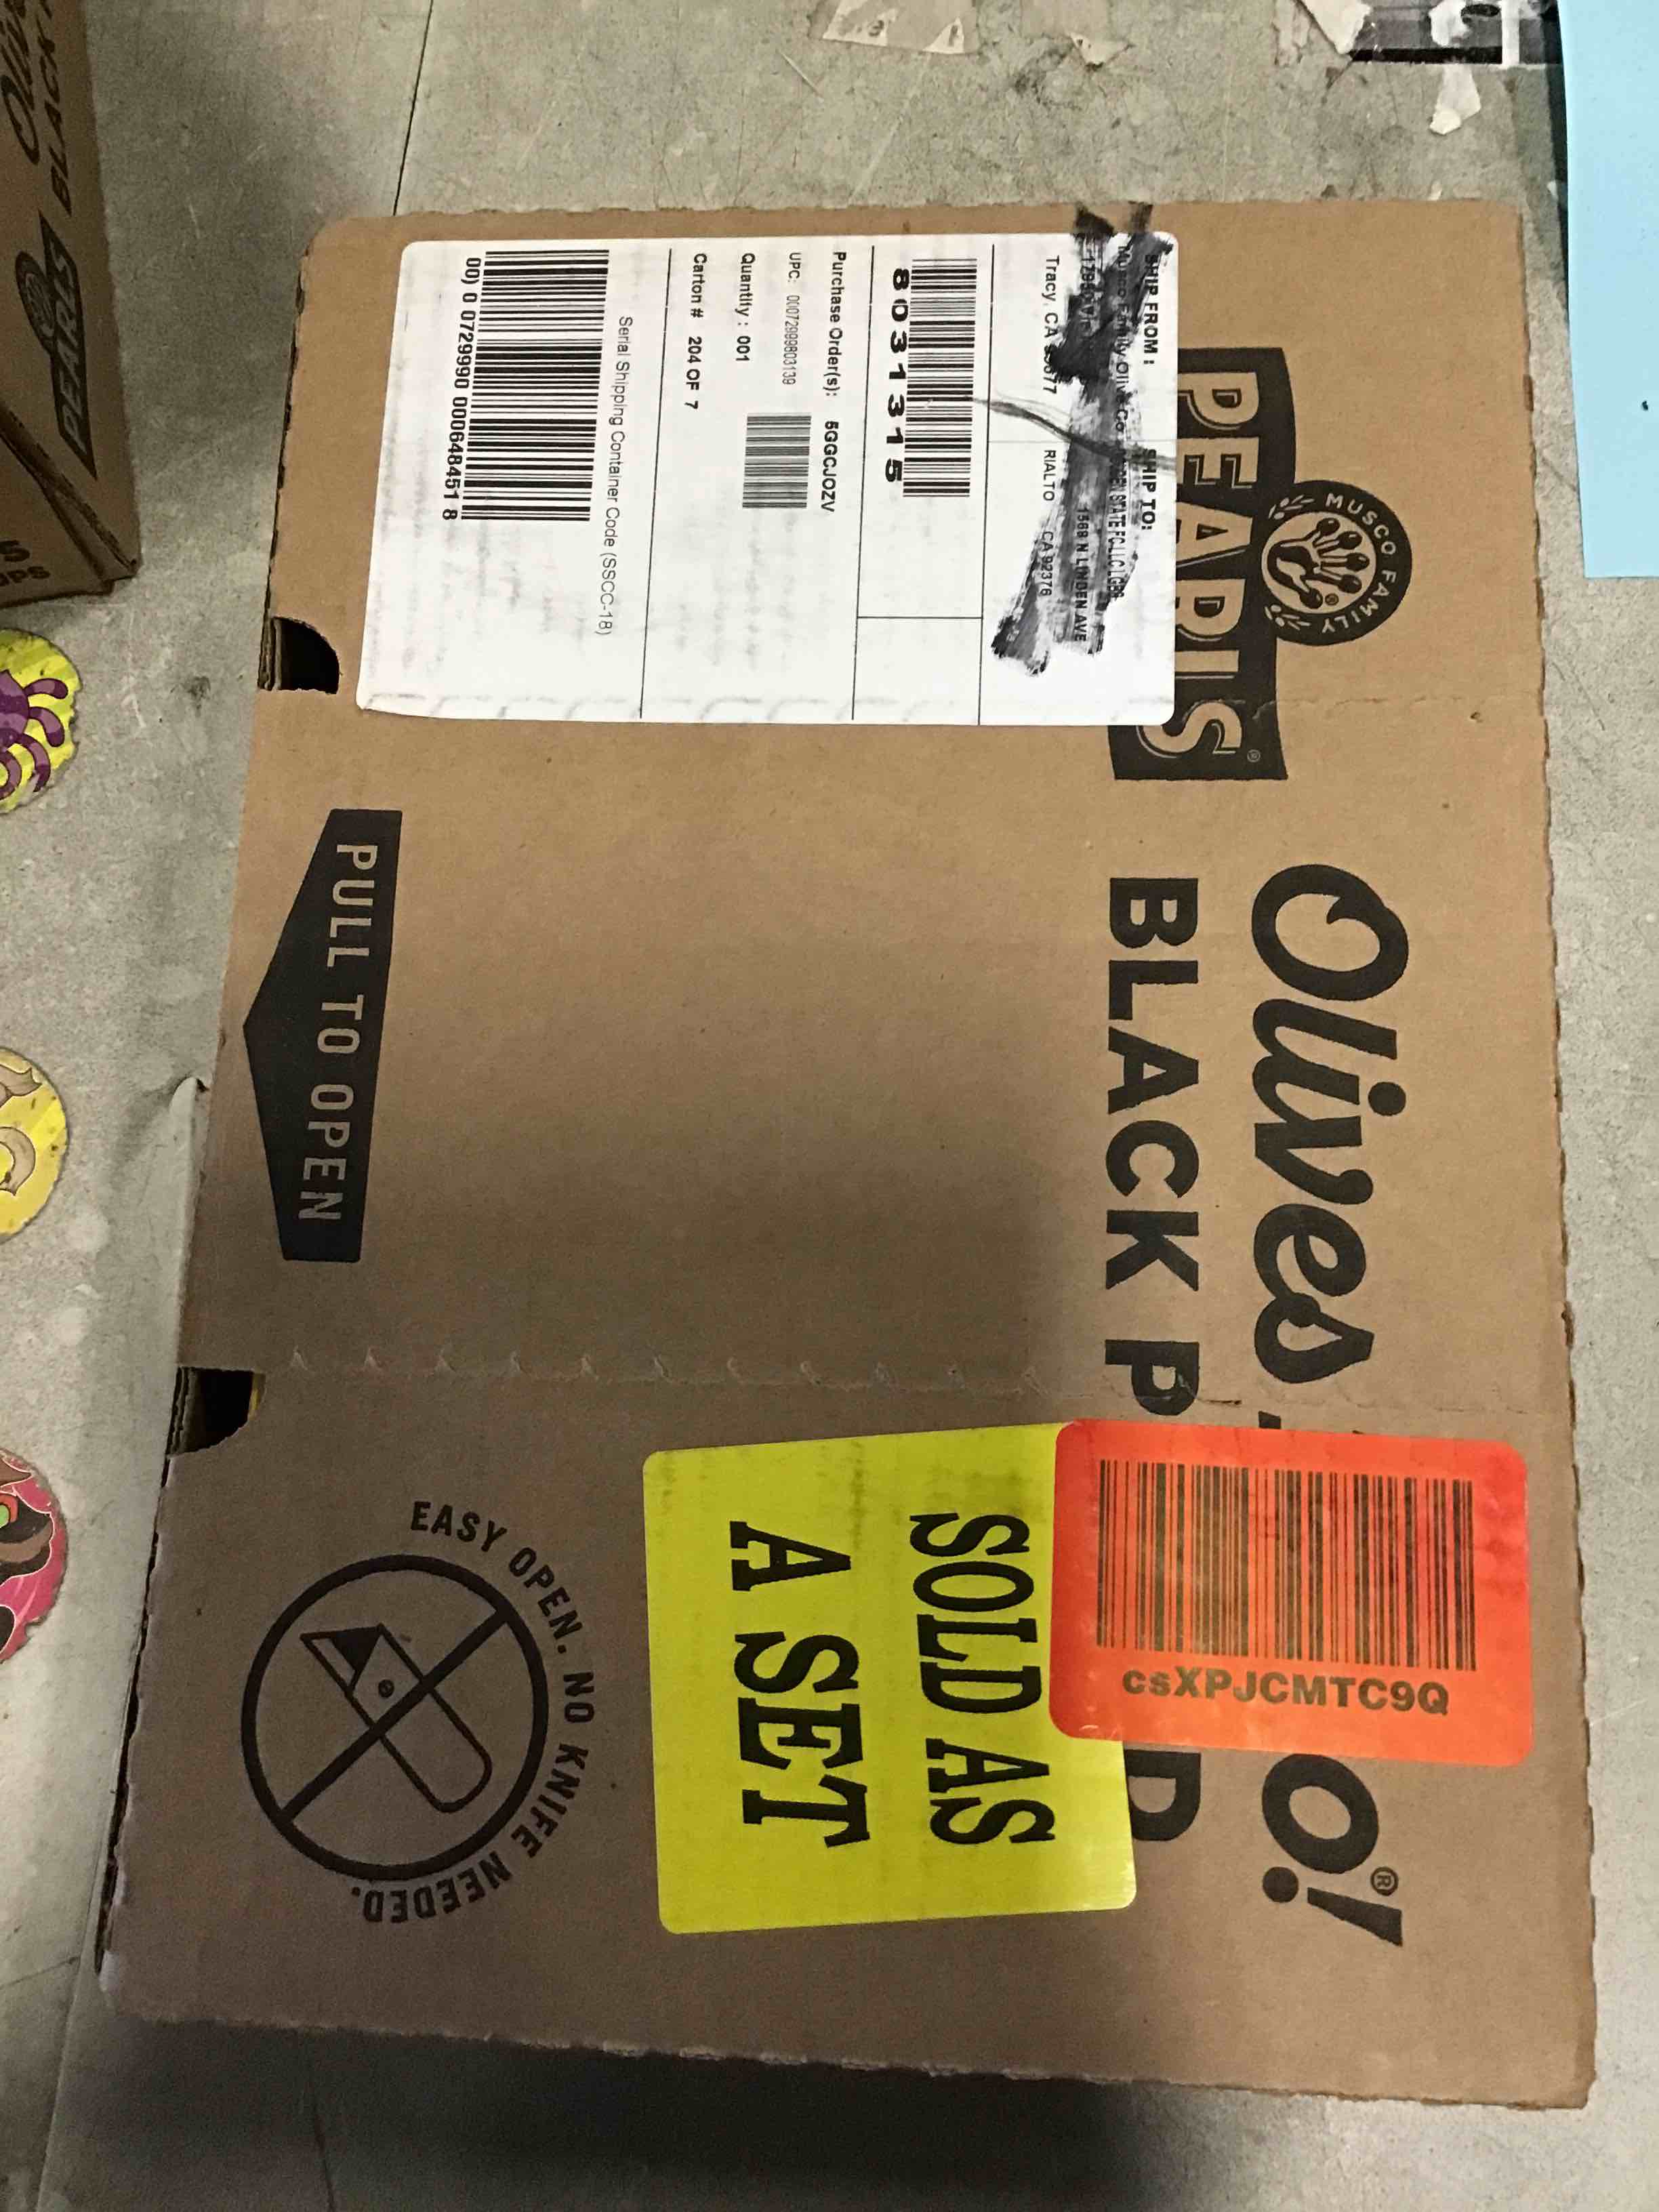 MUSCO FAMILY
PEARLS
Olives
O!
BLACK P
D
SHIP FROM :
SHIP TO:
Tracy, CA
1568 N LINDEN AVE
RIALTO CA 92376
8031315
Purchase Order(s): 5GGCJOZV
UPC: 00072999803139
Quantity : 001
Carton # 204 OF 7
Serial Shipping Container Code (SSCC-18)
00) 0 0729990 000648451 8
PULL TO OPEN
csXPJCMTC9Q
SOLD AS
A SET
EASY OPEN. NO KNIFE NEEDED.
BLACK
PEARLS